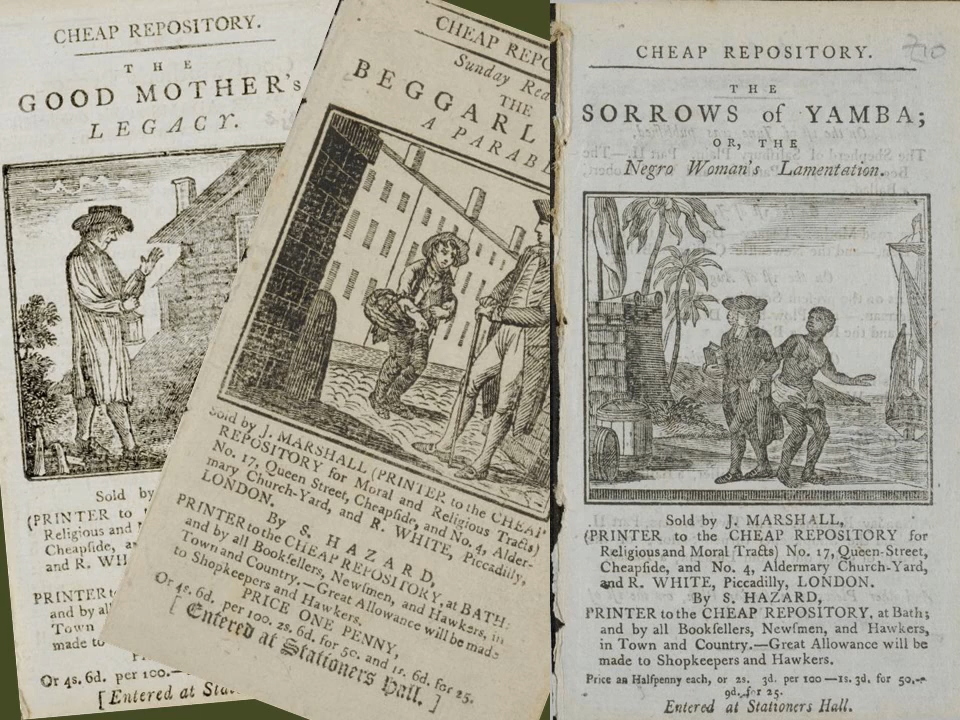 CHEAP REPOSITORY.
THE
GOOD MOTHER's
LEGACY.
Sold by
(PRINTER to
Religious and
Cheapſide, a
and R. WH
PRINTER
and by al
Town
made to
Or 4s. 6d. per 100.—
[Entered at Stat
CHEAP REPO
Sunday Rea
THE
BEGGARL
A PARAB
Sold by J. MARSHALL (PRINTER to the CHEAP
REPOSITORY for Moral and Religious Tracts)
No. 17, Queen Street, Cheapſide, and No. 4, Alder-
mary Church-Yard, and R. WHITE, Piccadilly,
LONDON.
By S. HAZARD,
PRINTER to the CHEAP REPOSITORY, at BATH:
and by all Bookſellers, Newſmen, and Hawkers, in
Town and Country.—Great Allowance will be made
to Shopkeepers and Hawkers.
PRICE ONE PENNY,
Or 4s. 6d. per 100. 2s. 6d. for 50. and 1s. 6d. for 25.
[Entered at Stationers Hall.]
CHEAP REPOSITORY.
THE
SORROWS of YAMBA;
OR, THE
Negro Woman's Lamentation.
Sold by J. MARSHALL,
(PRINTER to the CHEAP REPOSITORY for
Religious and Moral Tracts) No. 17, Queen-Street,
Cheapſide, and No. 4, Aldermary Church-Yard,
and R. WHITE, Piccadilly, LONDON.
By S. HAZARD,
PRINTER to the CHEAP REPOSITORY, at Bath;
and by all Bookſellers, Newſmen, and Hawkers,
in Town and Country.—Great Allowance will be
made to Shopkeepers and Hawkers.
Price an Halfpenny each, or 2s. 3d. per 100—1s. 3d. for 50.—
9d. for 25.
Entered at Stationers Hall.